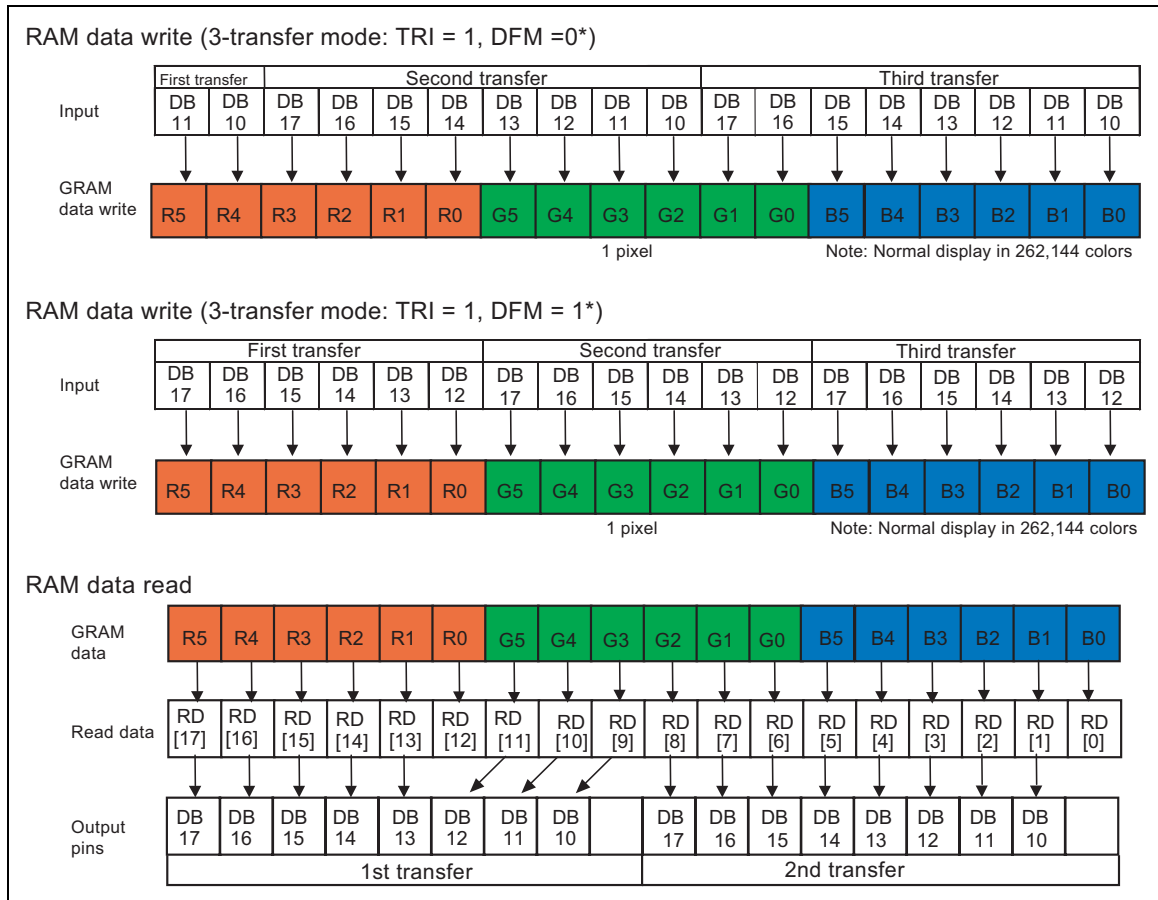 RAM data write (3-transfer mode: TRI = 1, DFM =0*)
First transfer Second transfer Third transfer
Input
DB DB DB DB DB DB DB DB DB DB DB DB DB DB DB DB DB DB
11 10 17 16 15 14 13 12 11 10 17 16 15 14 13 12 11 10
GRAM
data write
R5 R4 R3 R2 R1 R0 G5 G4 G3 G2 G1 G0 B5 B4 B3 B2 B1 B0
1 pixel Note: Normal display in 262,144 colors
RAM data write (3-transfer mode: TRI = 1, DFM = 1*)
First transfer Second transfer Third transfer
Input
DB DB DB DB DB DB DB DB DB DB DB DB DB DB DB DB DB DB
17 16 15 14 13 12 17 16 15 14 13 12 17 16 15 14 13 12
GRAM
data write
R5 R4 R3 R2 R1 R0 G5 G4 G3 G2 G1 G0 B5 B4 B3 B2 B1 B0
1 pixel Note: Normal display in 262,144 colors
RAM data read
GRAM
data
R5 R4 R3 R2 R1 R0 G5 G4 G3 G2 G1 G0 B5 B4 B3 B2 B1 B0
Read data
RD RD RD RD RD RD RD RD RD RD RD RD RD RD RD RD RD RD
[17] [16] [15] [14] [13] [12] [11] [10] [9] [8] [7] [6] [5] [4] [3] [2] [1] [0]
Output
pins
DB DB DB DB DB DB DB DB DB DB DB DB DB DB DB DB
17 16 15 14 13 12 11 10 17 16 15 14 13 12 11 10
1st transfer 2nd transfer